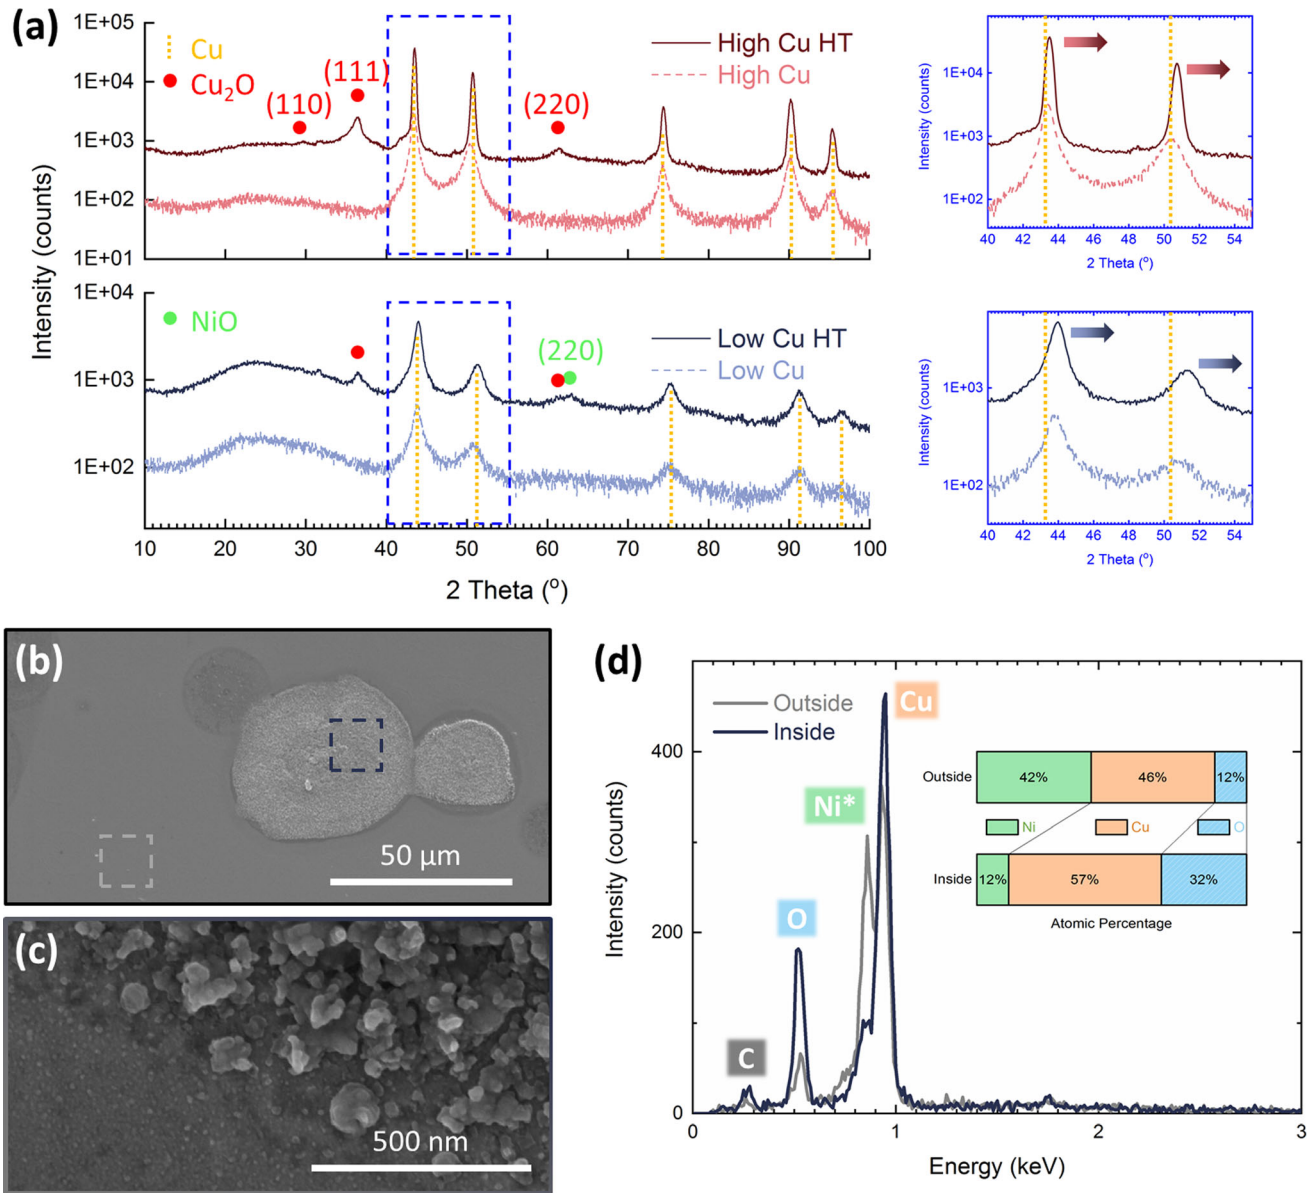 (a)
1E+05
1E+04
1E+03
1E+02
1E+01
Cu
Cu₂O
(110)
(111)
(220)
High Cu HT
High Cu
Intensity (counts)
1E+04
1E+03
1E+02
NiO
(220)
Low Cu HT
Low Cu
10 20 30 40 50 60 70 80 90 100
2 Theta (°)
Intensity (counts)
1E+04
1E+03
1E+02
40 42 44 46 48 50 52 54
2 Theta (°)
Intensity (counts)
1E+03
1E+02
40 42 44 46 48 50 52 54
2 Theta (°)
(b)
50 μm
(c)
500 nm
(d)
Intensity (counts)
400
200
0
Outside
Inside
C
O
Ni*
Cu
Outside 42% 46% 12%
Ni Cu O
Inside 12% 57% 32%
Atomic Percentage
0 1 2 3
Energy (keV)